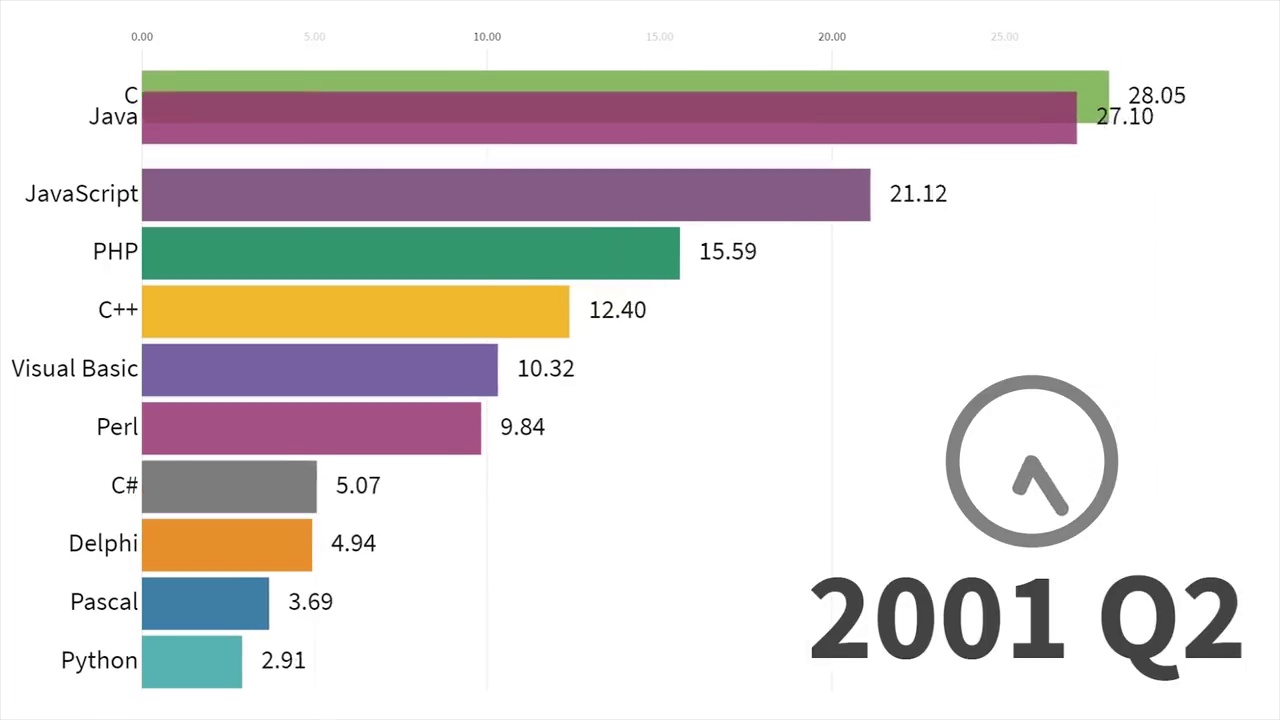 0.00 5.00 10.00 15.00 20.00 25.00
C 28.05
Java 27.10
JavaScript 21.12
PHP 15.59
C++ 12.40
Visual Basic 10.32
Perl 9.84
C# 5.07
Delphi 4.94
Pascal 3.69
Python 2.91
2001 Q2